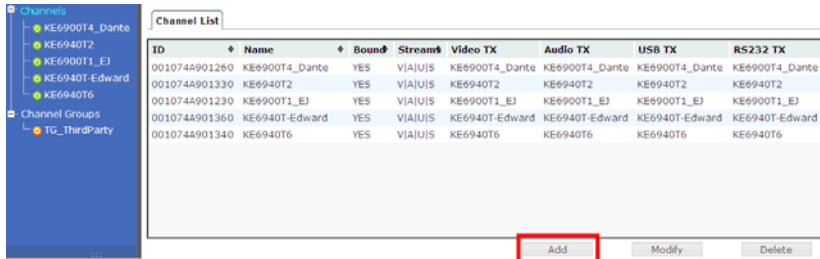 Channels
KE6900T4_Dante
KE6940T2
KE6900T1_EJ
KE6940T-Edward
KE6940T6
Channel Groups
TG_ThirdParty
Channel List
ID Name Bound Streams Video TX Audio TX USB TX RS232 TX
001074A901260 KE6900T4_Dante YES V|A|U|S KE6900T4_Dante KE6900T4_Dante KE6900T4_Dante KE6900T4_Dante
001074A901330 KE6940T2 YES V|A|U|S KE6940T2 KE6940T2 KE6940T2 KE6940T2
001074A901230 KE6900T1_EJ YES V|A|U|S KE6900T1_EJ KE6900T1_EJ KE6900T1_EJ KE6900T1_EJ
001074A901360 KE6940T-Edward YES V|A|U|S KE6940T-Edward KE6940T-Edward KE6940T-Edward KE6940T-Edward
001074A901340 KE6940T6 YES V|A|U|S KE6940T6 KE6940T6 KE6940T6 KE6940T6
Add Modify Delete